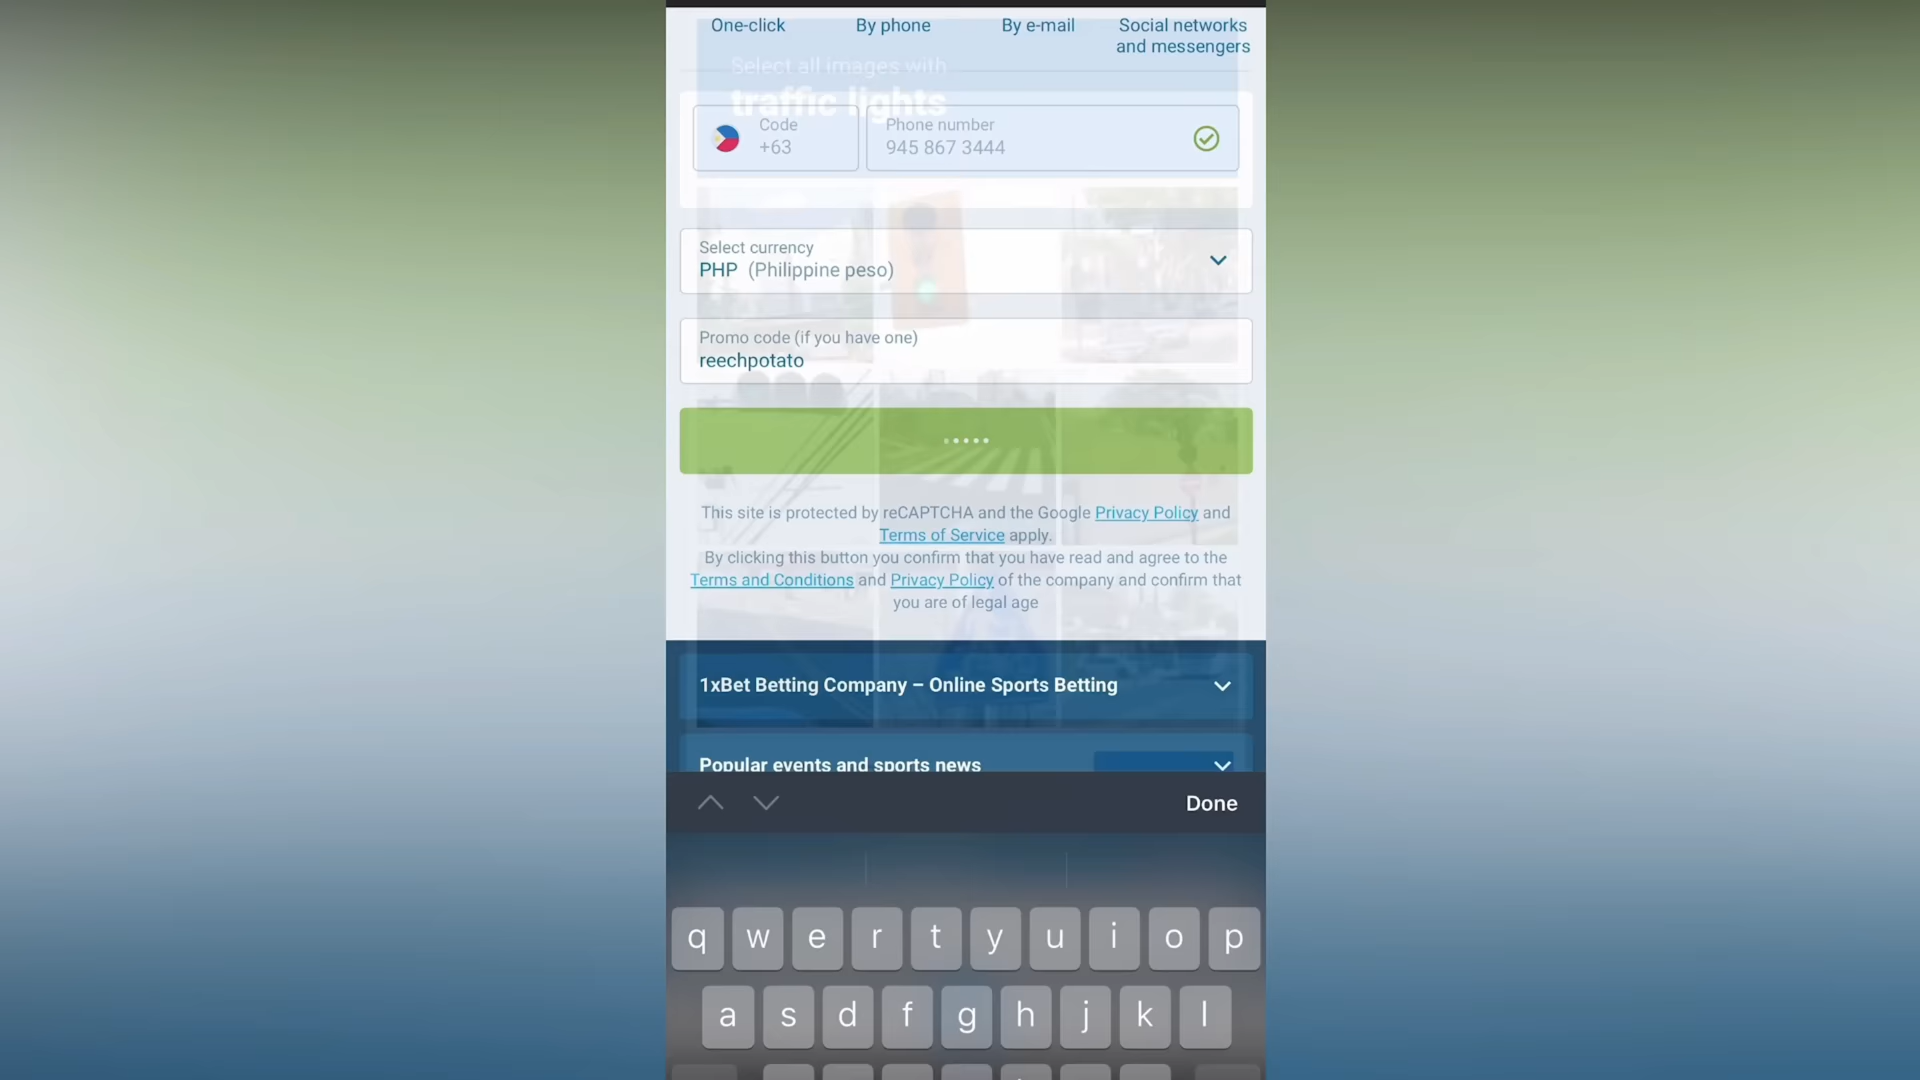 One-click
By phone
By e-mail
Social networks
and messengers
Select all images with
traffic lights
Code
+63
Phone number
945 867 3444
Select currency
PHP (Philippine peso)
Promo code (if you have one)
reechpotato
This site is protected by reCAPTCHA and the Google Privacy Policy and
Terms of Service apply.
By clicking this button you confirm that you have read and agree to the
Terms and Conditions and Privacy Policy of the company and confirm that
you are of legal age
1xBet Betting Company – Online Sports Betting
Popular events and sports news
Done
q w e r t y u i o p
a s d f g h j k l